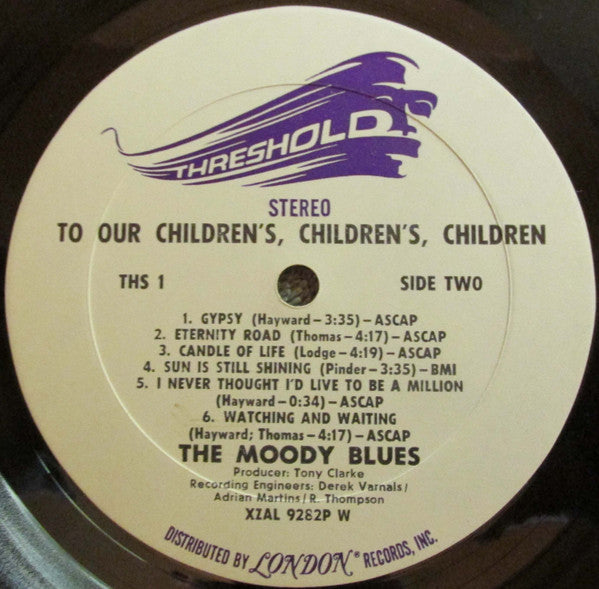 THRESHOLD
STEREO
TO OUR CHILDREN'S, CHILDREN'S, CHILDREN
THS 1 SIDE TWO
1. GYPSY (Hayward-3:35)-ASCAP
2. ETERNITY ROAD (Thomas-4:17)-ASCAP
3. CANDLE OF LIFE (Lodge-4:19)-ASCAP
4. SUN IS STILL SHINING (Pinder-3:35)-BMI
5. I NEVER THOUGHT I'D LIVE TO BE A MILLION
(Hayward-0:34)-ASCAP
6. WATCHING AND WAITING
(Hayward; Thomas-4:17)-ASCAP
THE MOODY BLUES
Producer: Tony Clarke
Recording Engineers: Derek Varnals/
Adrian Martins/R. Thompson
XZAL 9282P W
DISTRIBUTED BY LONDON® RECORDS, INC.